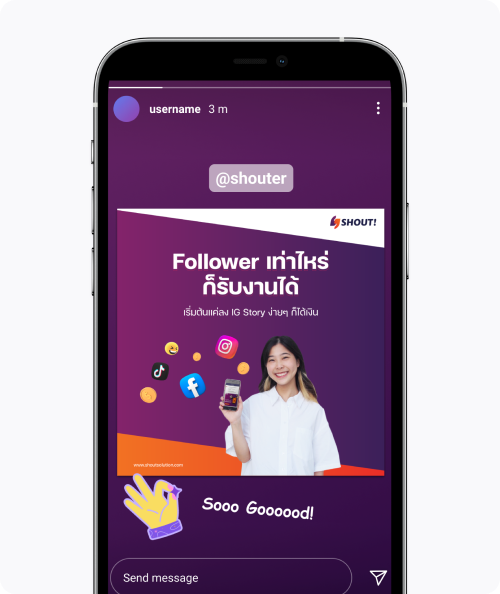 username 3 m
@shouter
SHOUT!
Follower เท่าไหร่
ก็รับงานได้
เริ่มต้นแค่ลง IG Story ง่ายๆ ก็ได้เงิน
www.shoutsolution.com
Sooo Goooood!
Send message